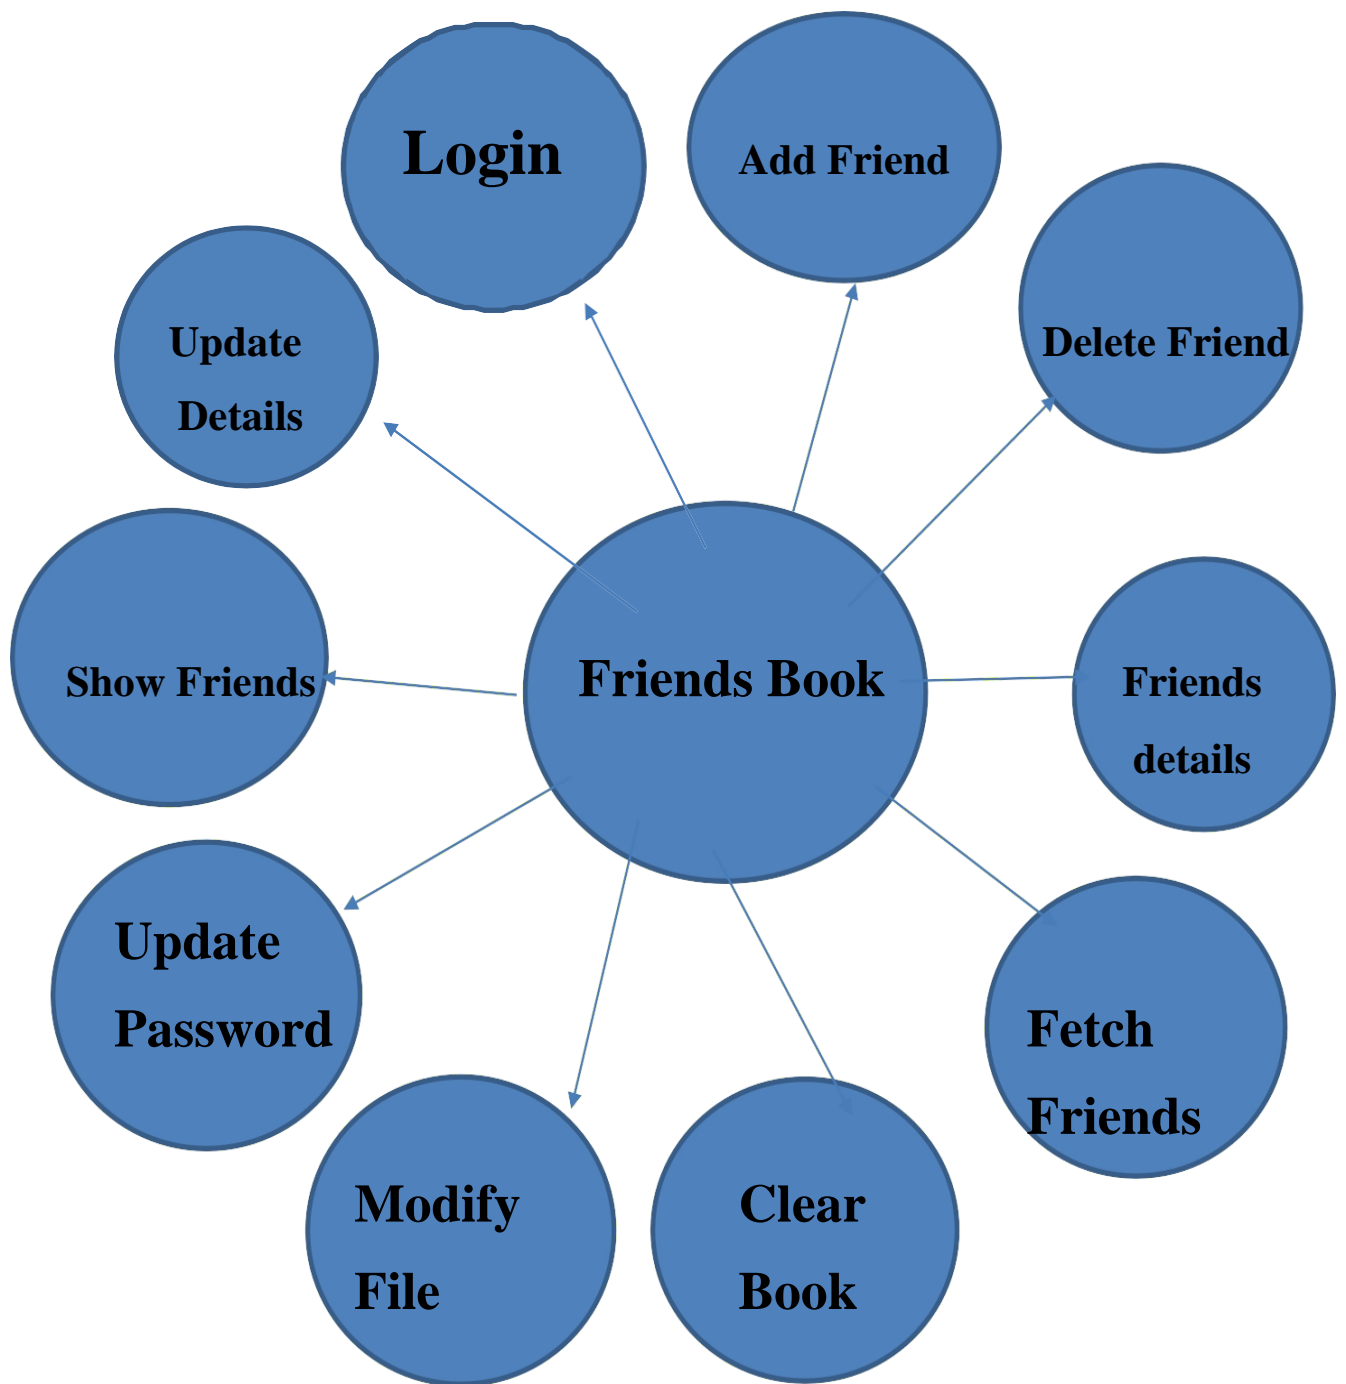 Login
Add Friend
Delete Friend
Update
Details
Friends Book
Show Friends
Friends
details
Update
Password
Fetch
Friends
Modify
File
Clear
Book